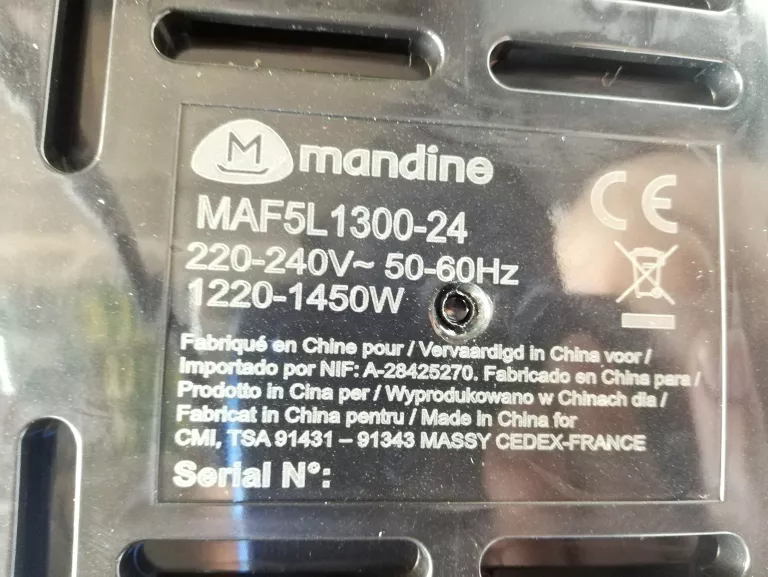 M mandine
MAF5L1300-24
220-240V~ 50-60Hz
1220-1450W
CE
Fabriqué en Chine pour / Vervaardigd in China voor /
Importado por NIF: A-28425270. Fabricado en China para /
Prodotto in Cina per / Wyprodukowano w Chinach dla /
Fabricat in China pentru / Made in China for
CMI, TSA 91431 – 91343 MASSY CEDEX-FRANCE
Serial N°: